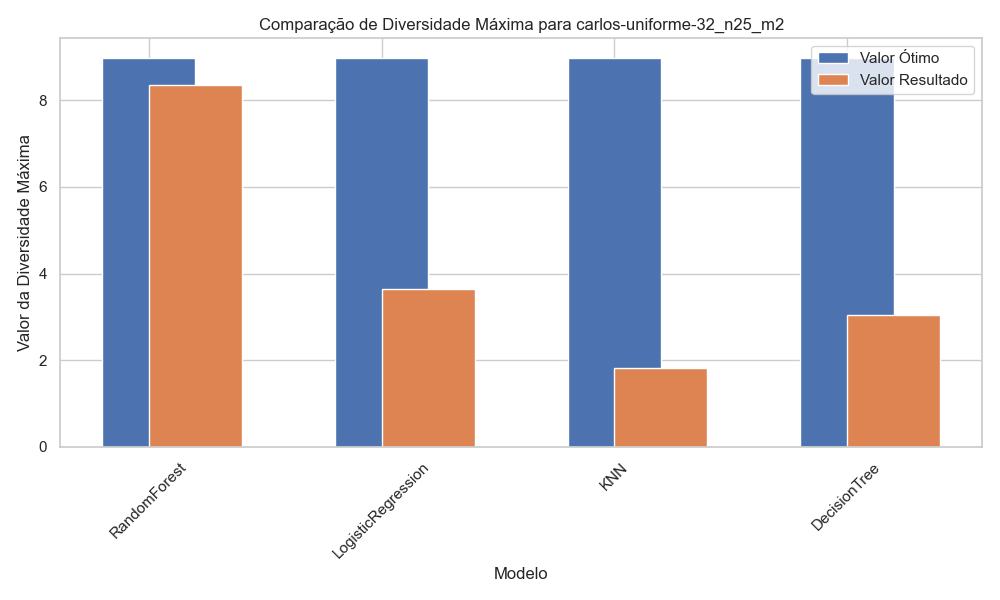 Comparação de Diversidade Máxima para carlos-uniforme-32_n25_m2
Valor Ótimo
Valor Resultado
Valor da Diversidade Máxima
8
6
4
2
0
RandomForest
LogisticRegression
KNN
DecisionTree
Modelo